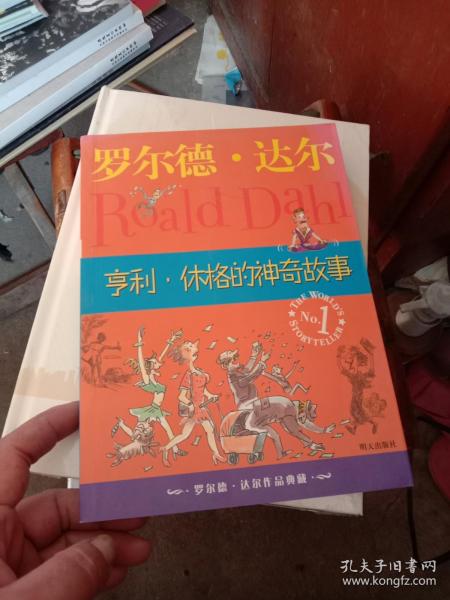 罗尔德·达尔
Roald Dahl
亨利·休格的神奇故事
THE WORLD'S
No.1
STORYTELLER
明天出版社
罗尔德·达尔作品典藏
孔夫子旧书网
www.kongfz.com